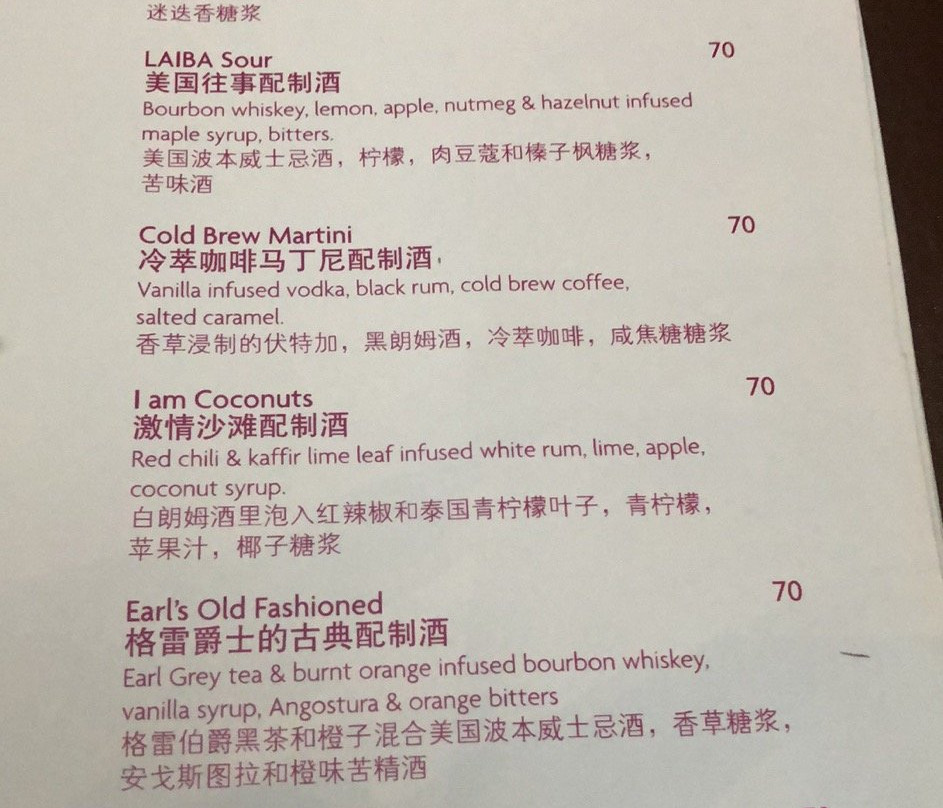 迷迭香糖浆
LAIBA Sour 70
美国往事配制酒
Bourbon whiskey, lemon, apple, nutmeg & hazelnut infused
maple syrup, bitters.
美国波本威士忌酒，柠檬，肉豆蔻和榛子枫糖浆，
苦味酒
Cold Brew Martini 70
冷萃咖啡马丁尼配制酒
Vanilla infused vodka, black rum, cold brew coffee,
salted caramel.
香草浸制的伏特加，黑朗姆酒，冷萃咖啡，咸焦糖糖浆
I am Coconuts 70
激情沙滩配制酒
Red chili & kaffir lime leaf infused white rum, lime, apple,
coconut syrup.
白朗姆酒里泡入红辣椒和泰国青柠檬叶子，青柠檬，
苹果汁，椰子糖浆
Earl's Old Fashioned 70
格雷爵士的古典配制酒
Earl Grey tea & burnt orange infused bourbon whiskey,
vanilla syrup, Angostura & orange bitters
格雷伯爵黑茶和橙子混合美国波本威士忌酒，香草糖浆，
安戈斯图拉和橙味苦精酒